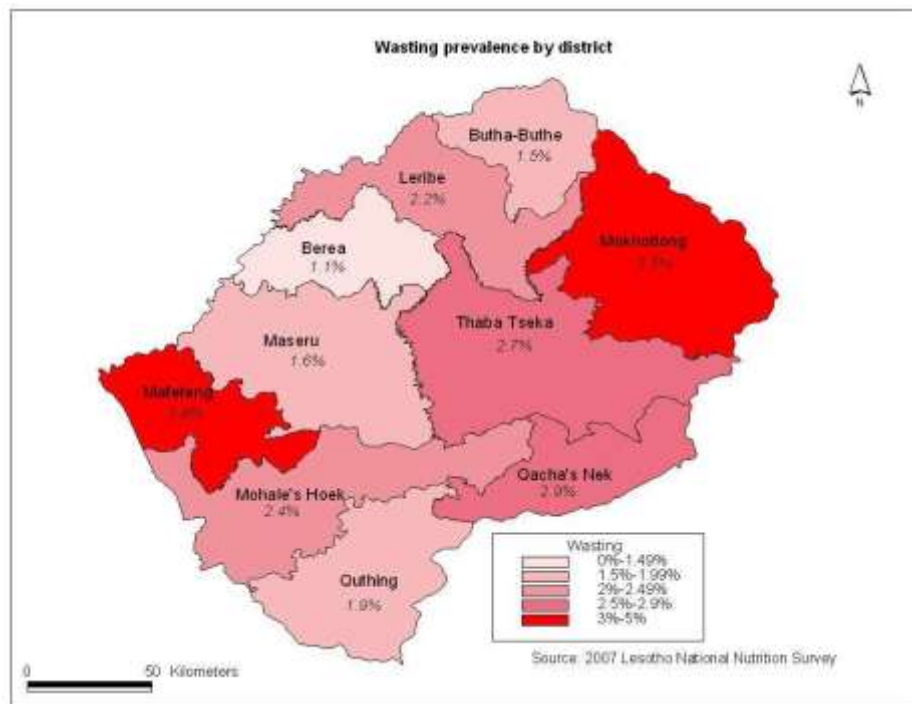 Wasting prevalence by district
N
Butha-Buthe
1.5%
Leribe
2.2%
Mokhotlong
Berea
1.1%
Thaba Tseka
2.7%
Maseru
1.6%
Mafeteng
Qacha's Nek
2.9%
Mohale's Hoek
2.4%
Quthing
1.9%
Wasting
0%-1.49%
1.5%-1.99%
2%-2.49%
2.5%-2.9%
3%-5%
Source: 2007 Lesotho National Nutrition Survey
0 50 Kilometers